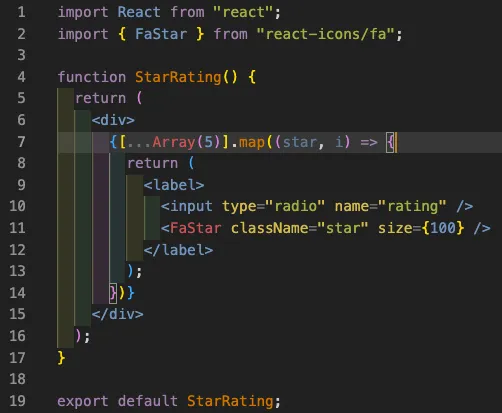 1 import React from "react";
2 import { FaStar } from "react-icons/fa";
3
4 function StarRating() {
5   return (
6     <div>
7       {[...Array(5)].map((star, i) => {
8         return (
9           <label>
10             <input type="radio" name="rating" />
11             <FaStar className="star" size={100} />
12           </label>
13         );
14       })}
15     </div>
16   );
17 }
18
19 export default StarRating;